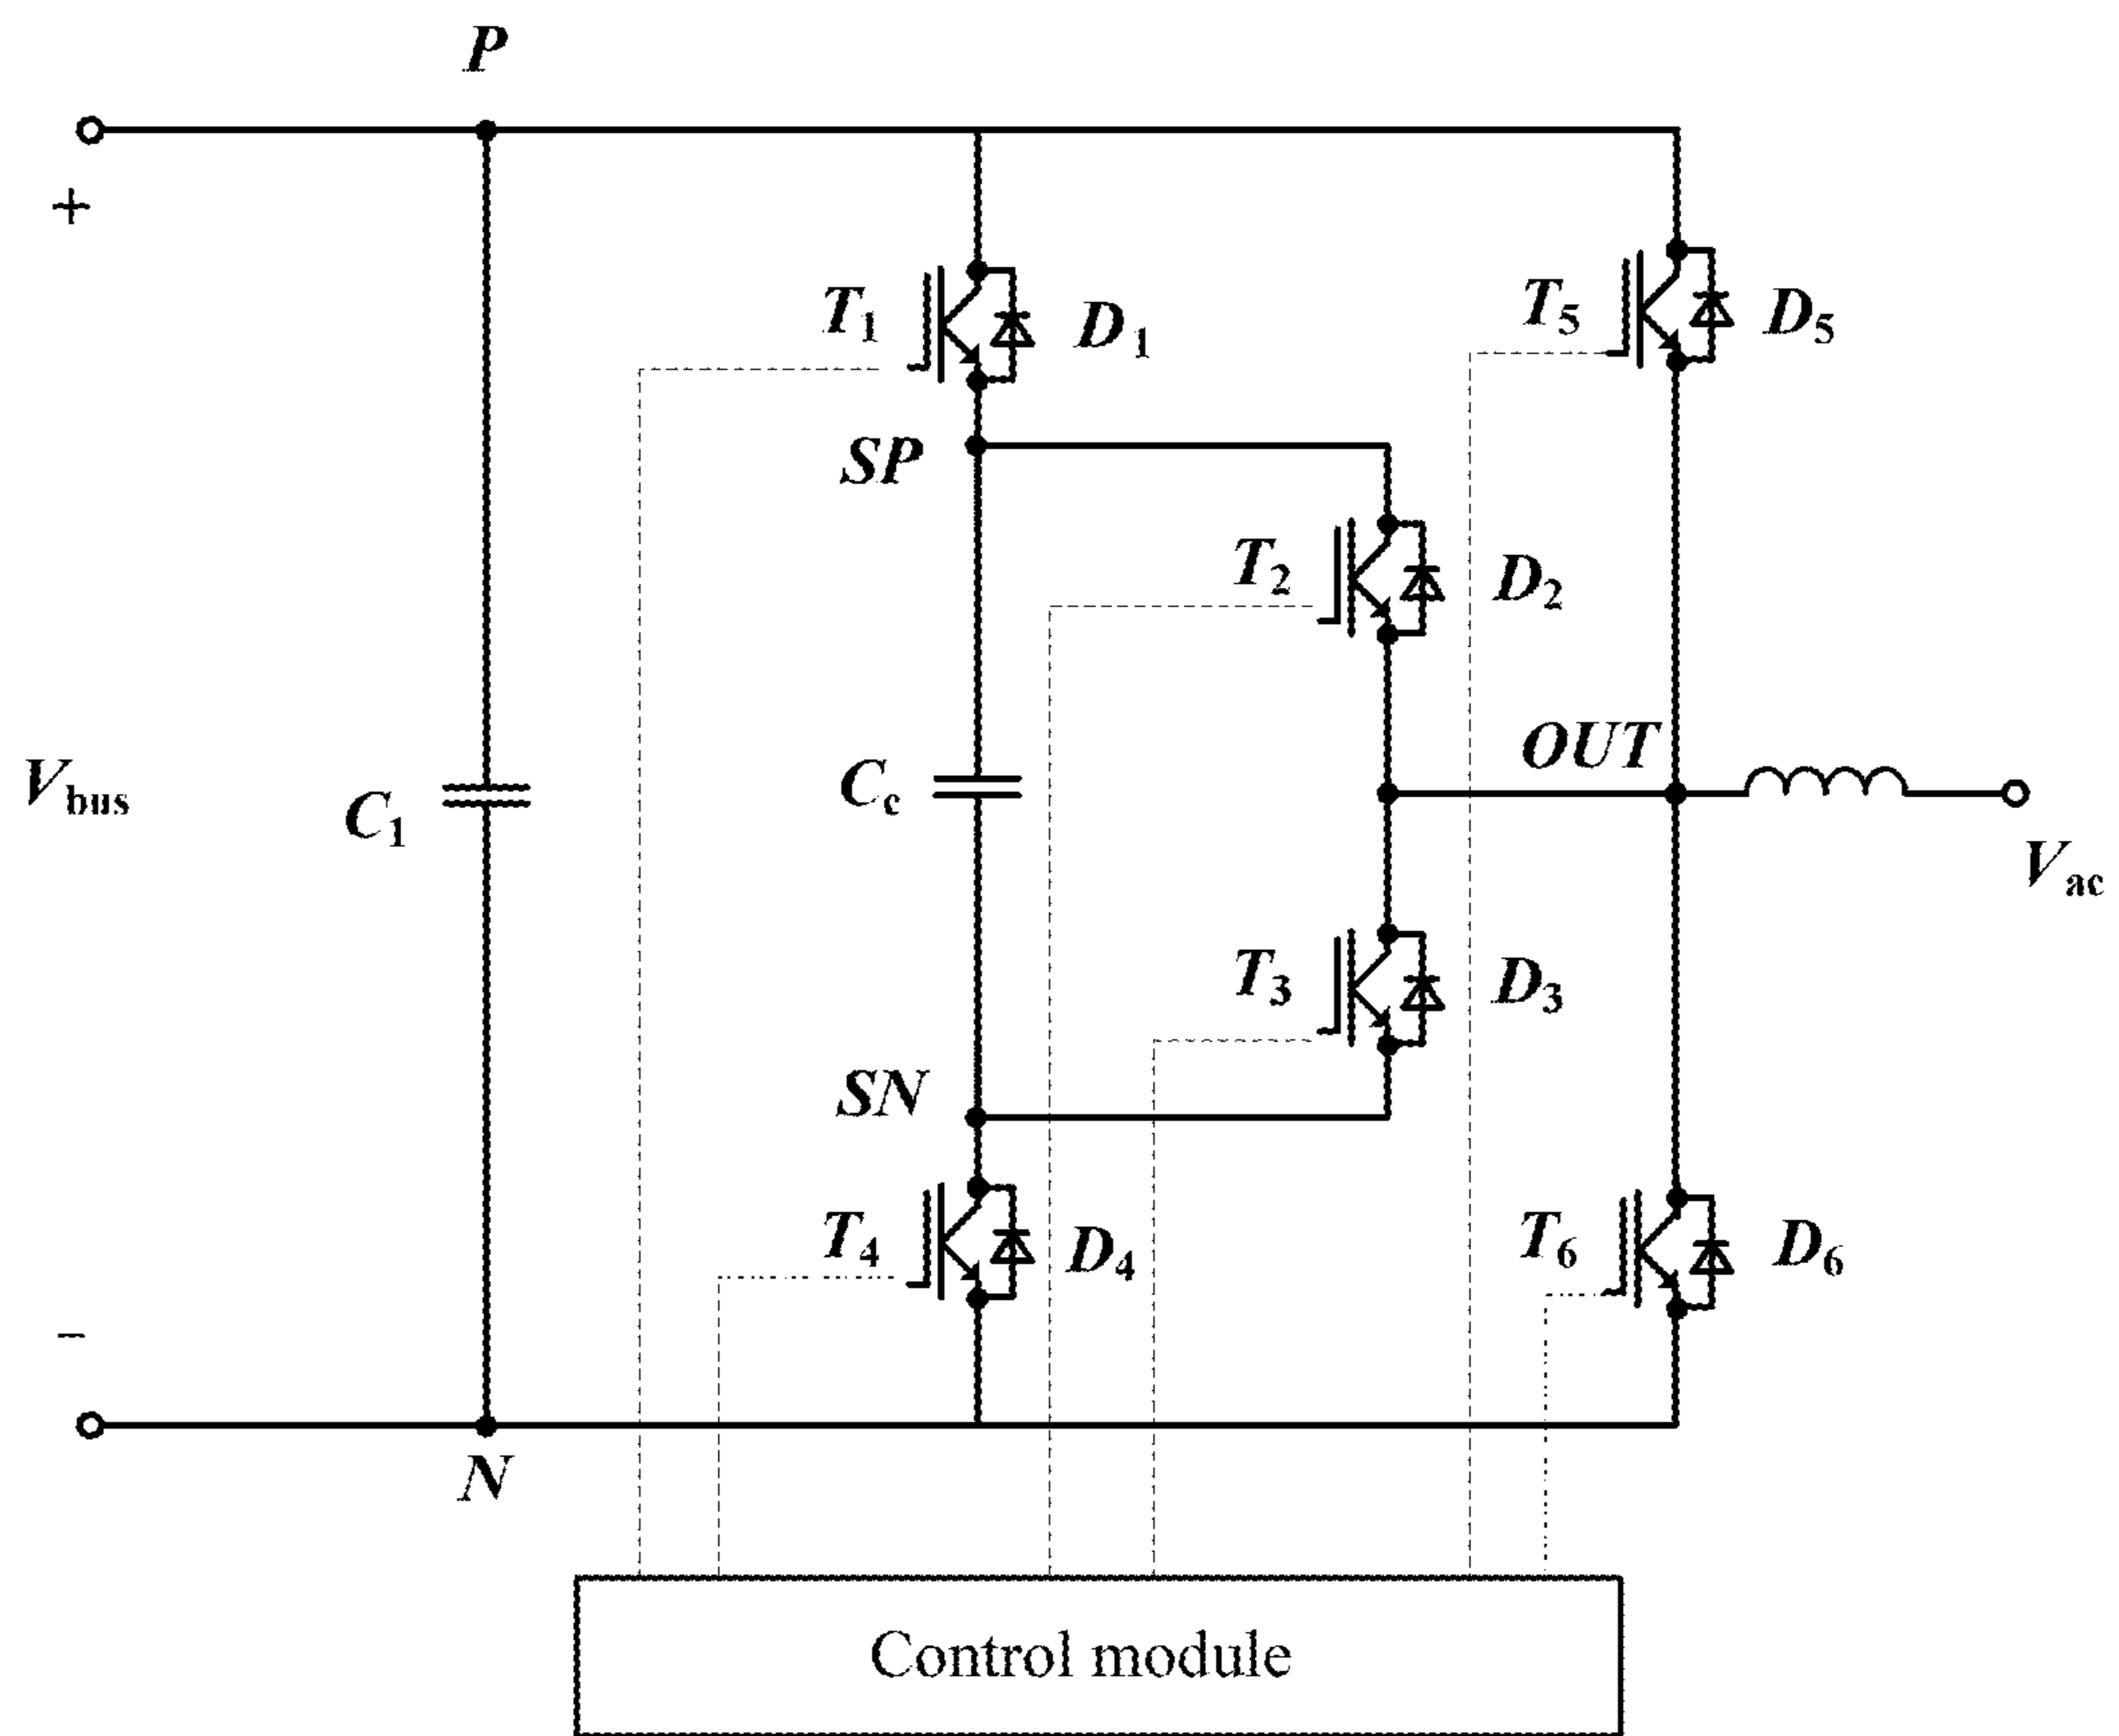 P
+
T1 D1
T5 D5
SP
T2 D2
OUT
Vbus
C1
Cc
Vac
T3 D3
SN
T4 D4
T6 D6
−
N
Control module